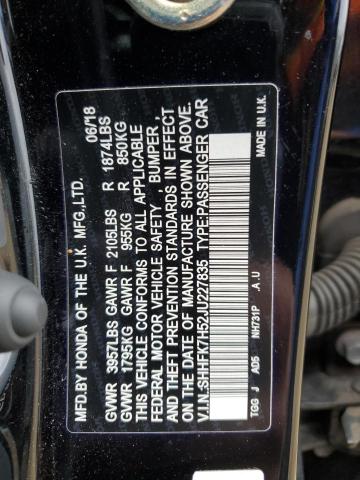 MFD.BY HONDA OF THE U.K. MFG.,LTD. 06/18
GVWR 3957LBS GAWR F 2105LBS R 1874LBS
GVWR 1795KG GAWR F 955KG R 850KG
THIS VEHICLE CONFORMS TO ALL APPLICABLE
FEDERAL MOTOR VEHICLE SAFETY , BUMPER ,
AND THEFT PREVENTION STANDARDS IN EFFECT
ON THE DATE OF MANUFACTURE SHOWN ABOVE.
V.I.N.:SHHFK7H52JU227835 TYPE:PASSENGER CAR
TGG J AD5 NH731P .A .U MADE IN U.K.